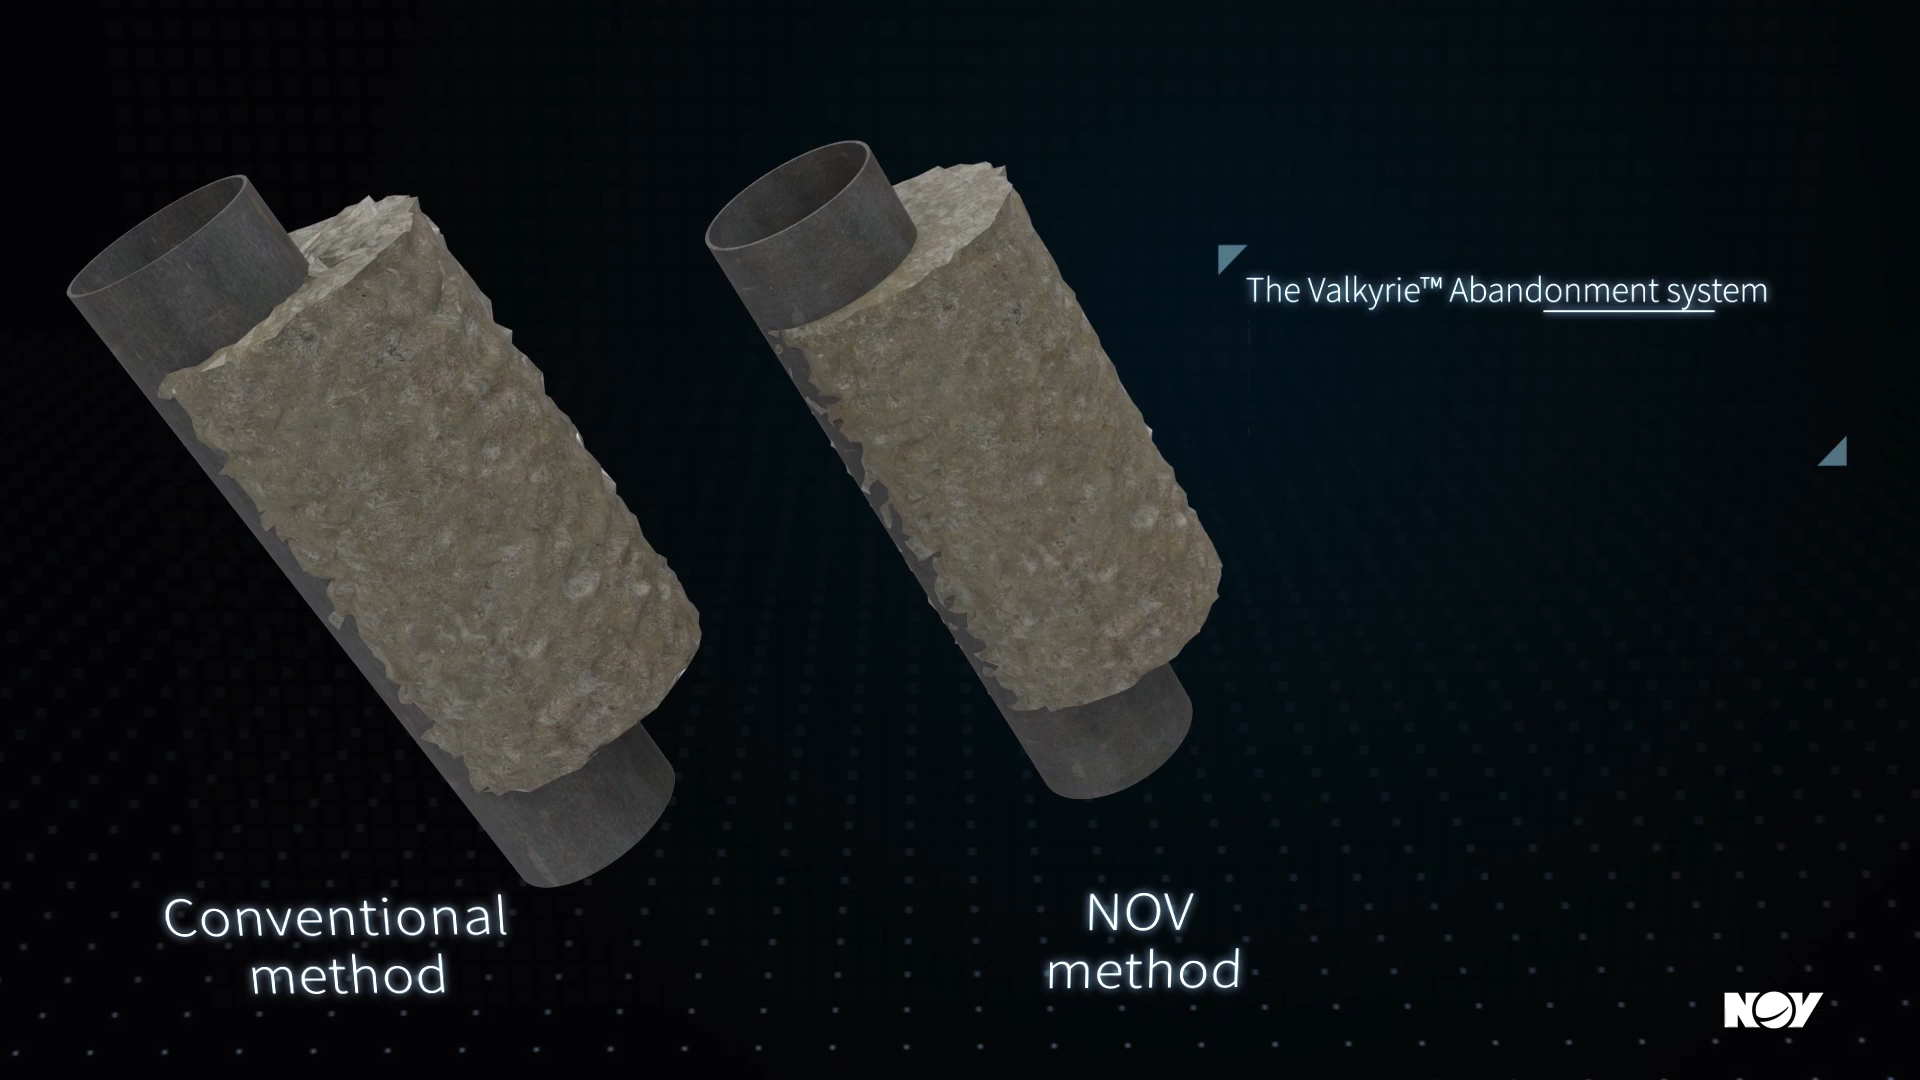 The Valkyrie™ Abandonment system
Conventional
method
NOV
method
NOV